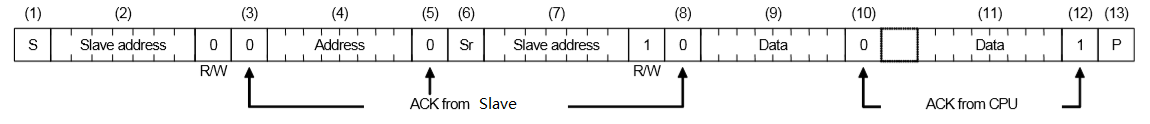 (1) (2) (3) (4) (5) (6) (7) (8) (9) (10) (11) (12) (13)
S Slave address 0 0 Address 0 Sr Slave address 1 0 Data 0 Data 1 P
R/W R/W
ACK from Slave ACK from CPU